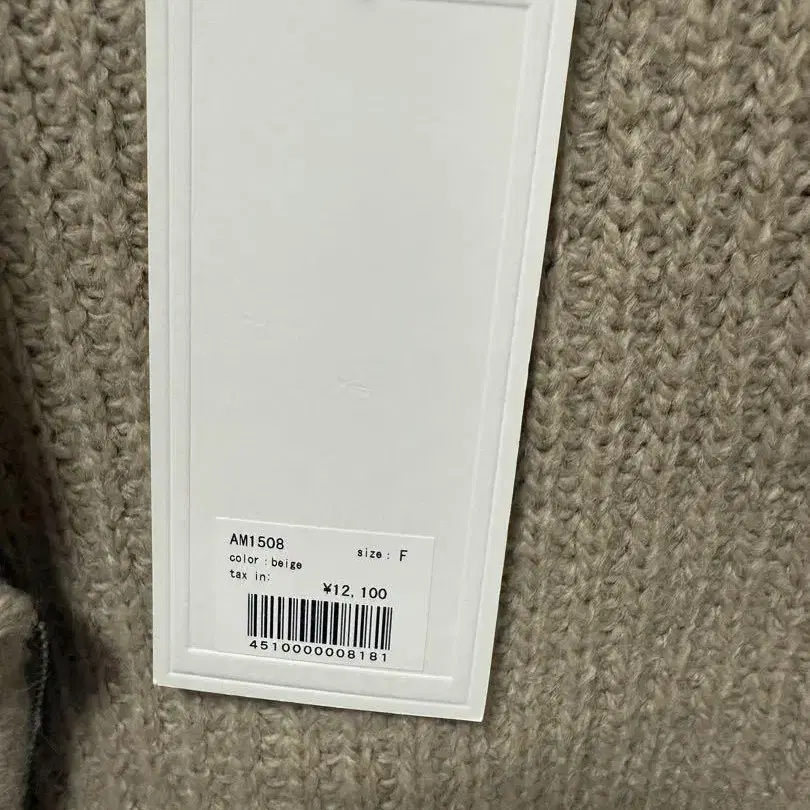 AM1508
color : beige size : F
tax in:
¥12,100
4510000008181